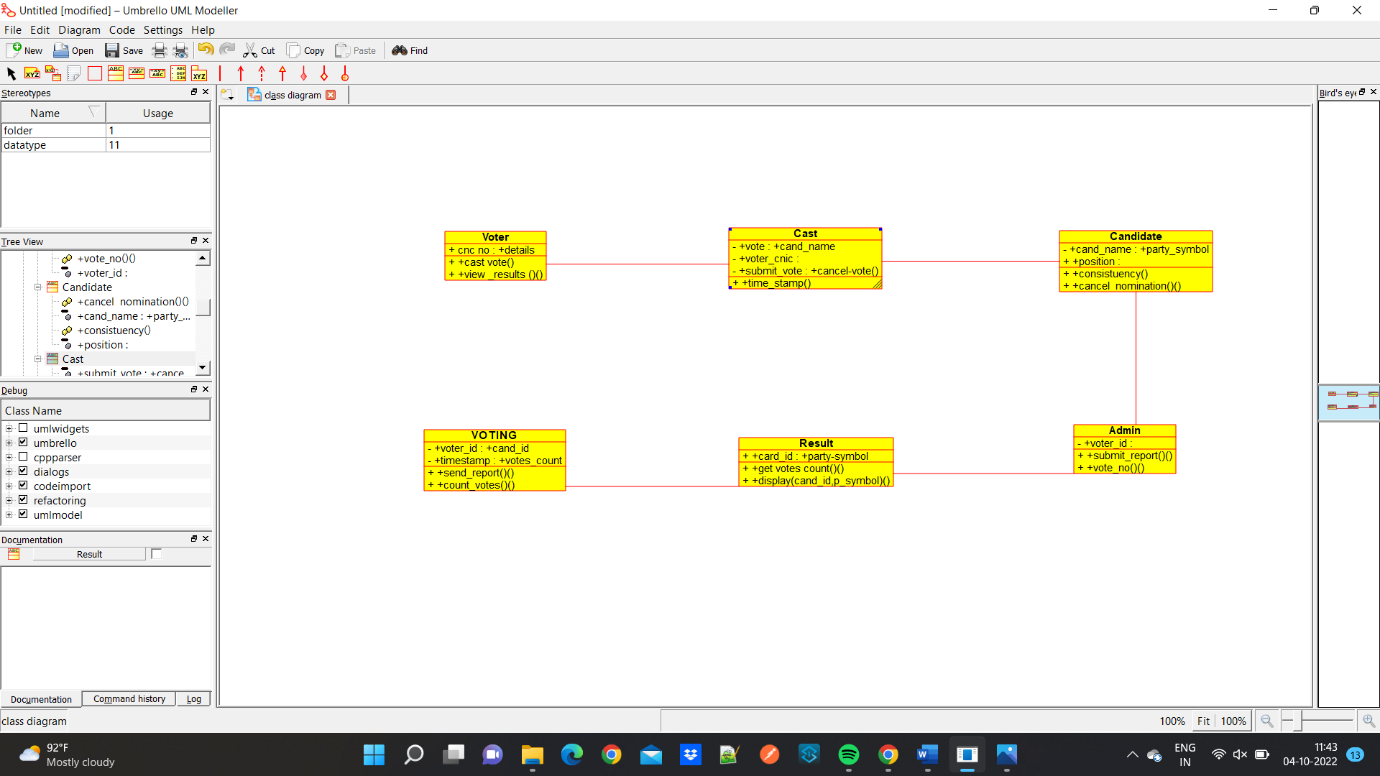 Untitled [modified] – Umbrello UML Modeller
File Edit Diagram Code Settings Help
New Open Save Cut Copy Paste Find
Stereotypes
Name Usage
folder 1
datatype 11
Tree View
+vote_no()()
+voter_id :
Candidate
+cancel_nomination()()
+cand_name : +party_...
+consistuency()
+position :
Cast
+submit_vote : +cance
Debug
Class Name
umlwidgets
umbrello
cppparser
dialogs
codeimport
refactoring
umlmodel
Documentation
Result
Documentation Command history Log
class diagram
class diagram
Voter
+ cnc no : +details
+ +cast vote()
+ +view_results ()()
Cast
- +vote : +cand_name
- +voter_cnic :
- +submit_vote : +cancel-vote()
+ +time_stamp()
Candidate
- +cand_name : +party_symbol
+ +position :
+ +consistuency()
+ +cancel_nomination()()
VOTING
- +voter_id : +cand_id
- +timestamp : +votes_count
+ +send_report()()
+ +count_votes()()
Result
+ +card_id : +party-symbol
+ +get votes count()()
+ +display(cand_id,p_symbol)()
Admin
- +voter_id :
+ +submit_report()()
+ +vote_no()()
Bird's eye
100% Fit 100%
92°F
Mostly cloudy
ENG
IN
11:43
04-10-2022
13